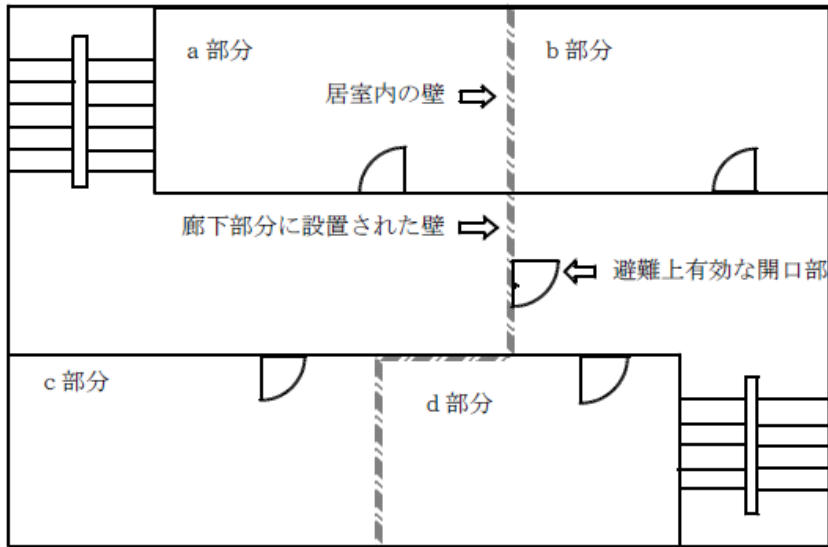 a 部分
b 部分
居室内の壁
廊下部分に設置された壁
避難上有効な開口部
c 部分
d 部分